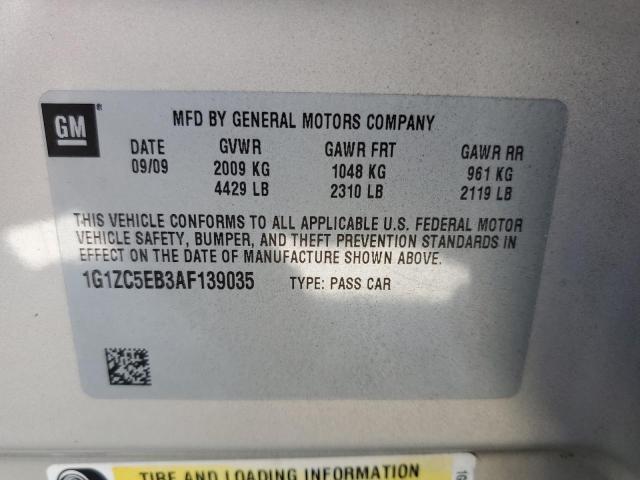 GM®
MFD BY GENERAL MOTORS COMPANY
DATE GVWR GAWR FRT GAWR RR
09/09 2009 KG 1048 KG 961 KG
4429 LB 2310 LB 2119 LB
THIS VEHICLE CONFORMS TO ALL APPLICABLE U.S. FEDERAL MOTOR
VEHICLE SAFETY, BUMPER, AND THEFT PREVENTION STANDARDS IN
EFFECT ON THE DATE OF MANUFACTURE SHOWN ABOVE.
1G1ZC5EB3AF139035 TYPE: PASS CAR
TIRE AND LOADING INFORMATION